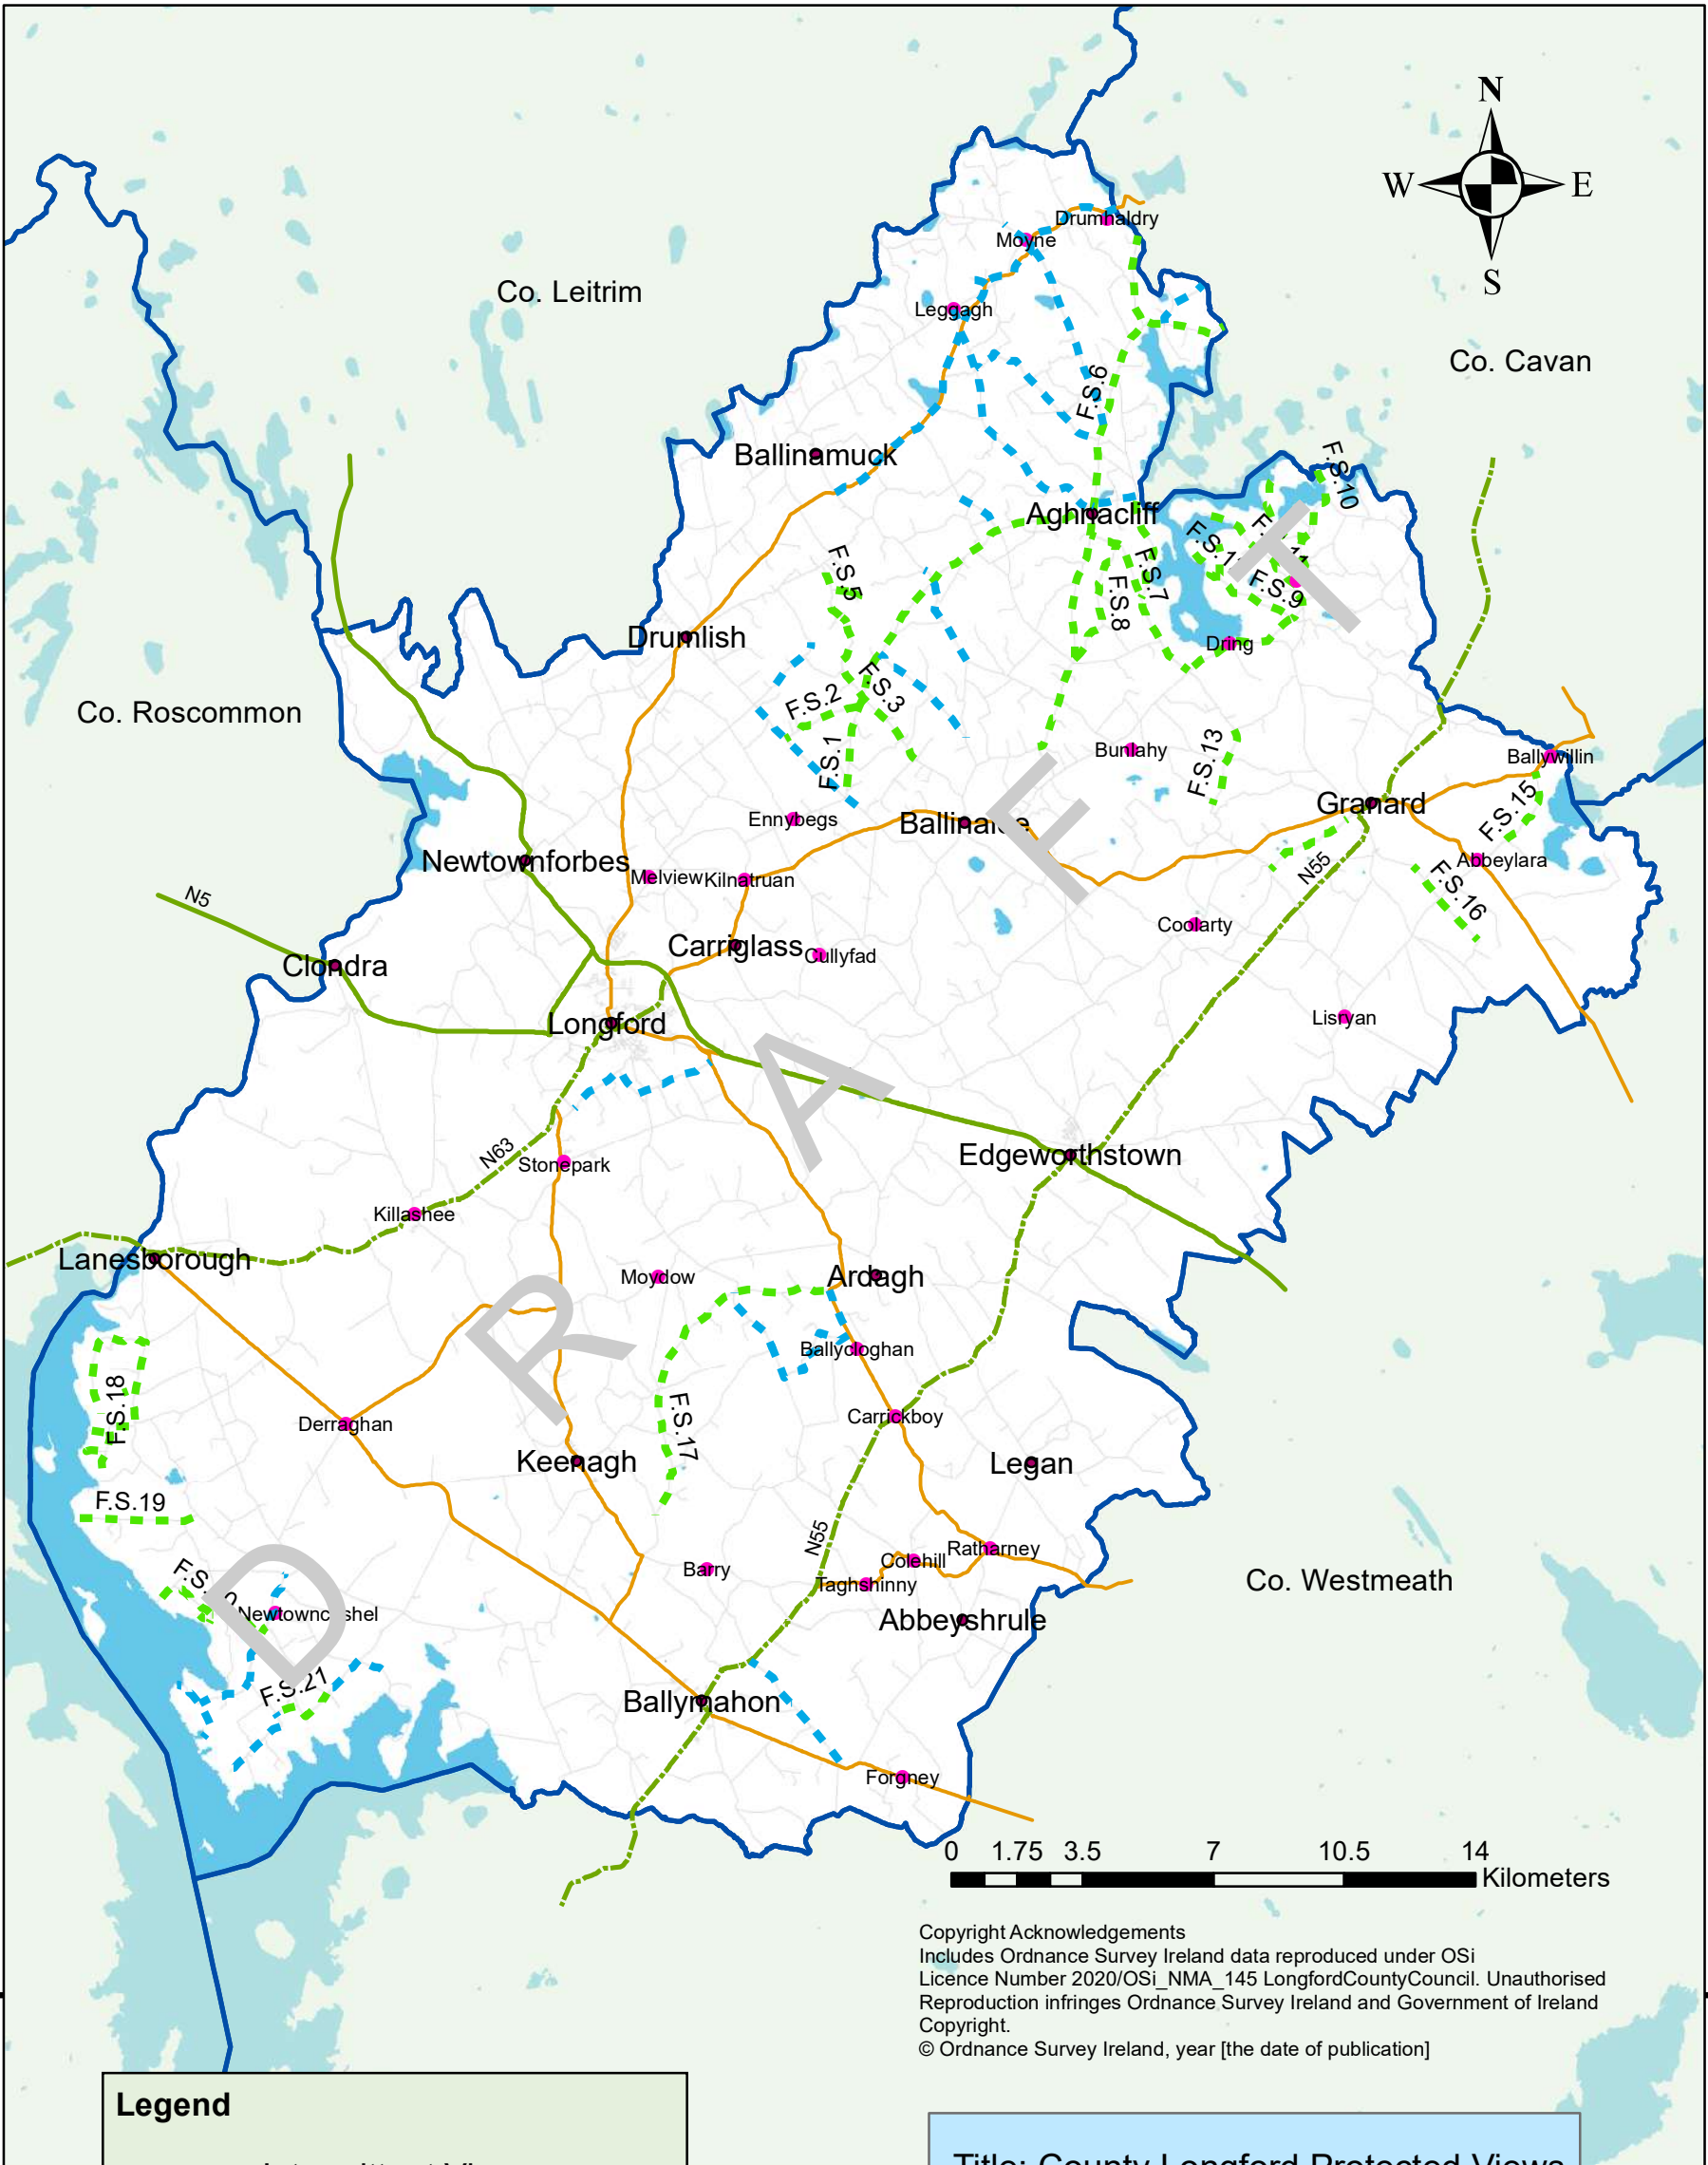 N
W E
S
Drumhaldry
Moyne
Co. Leitrim
Leggagh
Co. Cavan
F.S.6
Ballinamuck
F.S.10
Aghnacliff
F.S.5
F.S.7
F.S.8
F.S.9
T
Drumlish
Dring
F.S.2
F.S.3
Co. Roscommon
F.S.1
Bunlahy
F.S.13
Ballywillin
F
Granard
F.S.15
Ennybegs
Newtownforbes
Melview
Kilnatruan
N55
Abbeylara
F.S.16
N5
Coolarty
Carriglass
Cullyfad
Clondra
Longford
Lisryan
A
N63
Stonepark
Edgeworthstown
Killashee
Lanesborough
Moydow
Ardagh
R
Ballycloghan
F.S.18
Derraghan
F.S.17
Carrickboy
Keenagh
Legan
F.S.19
N55
Barry
Colehill
Ratharney
Taghshinny
Co. Westmeath
D
Abbeyshrule
F.S.21
Ballymahon
Forgney
0 1.75 3.5 7 10.5 14
Kilometers
Copyright Acknowledgements
Includes Ordnance Survey Ireland data reproduced under OSi
Licence Number 2020/OSi_NMA_145 LongfordCountyCouncil. Unauthorised
Reproduction infringes Ordnance Survey Ireland and Government of Ireland
Copyright.
© Ordnance Survey Ireland, year [the date of publication]
Legend
Title: County Longford Protected Views